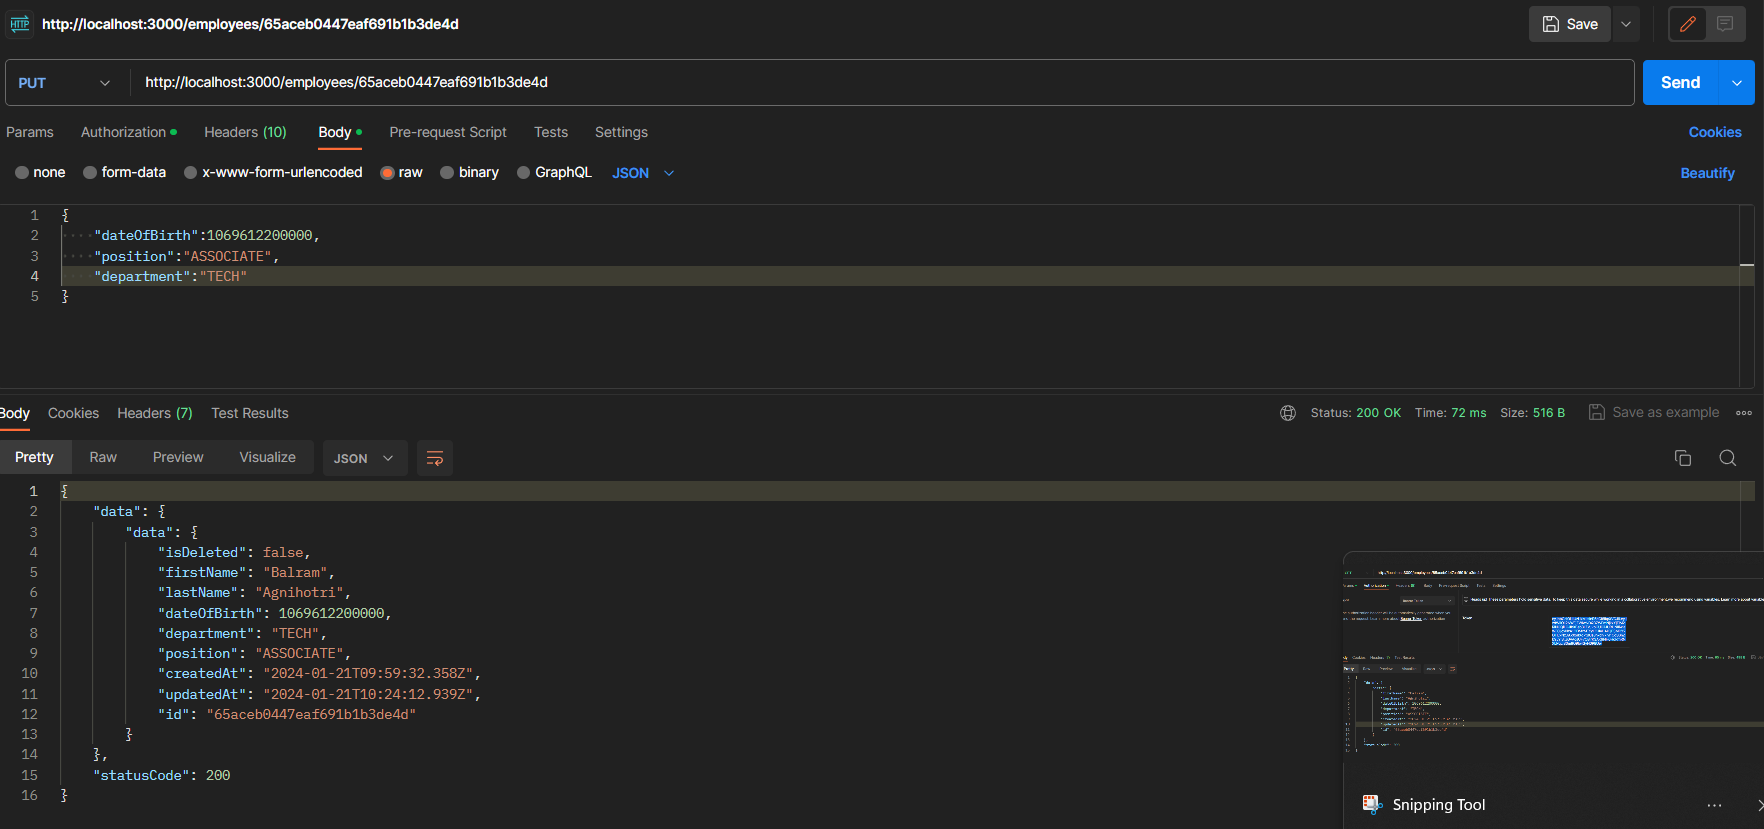 HTTP http://localhost:3000/employees/65aceb0447eaf691b1b3de4d Save
PUT http://localhost:3000/employees/65aceb0447eaf691b1b3de4d Send
Params Authorization Headers (10) Body Pre-request Script Tests Settings Cookies
none form-data x-www-form-urlencoded raw binary GraphQL JSON Beautify
1 {
2 "dateOfBirth":1069612200000,
3 "position":"ASSOCIATE",
4 "department":"TECH"
5 }
Body Cookies Headers (7) Test Results Status: 200 OK Time: 72 ms Size: 516 B Save as example
Pretty Raw Preview Visualize JSON
1 {
2 "data": {
3 "data": {
4 "isDeleted": false,
5 "firstName": "Balram",
6 "lastName": "Agnihotri",
7 "dateOfBirth": 1069612200000,
8 "department": "TECH",
9 "position": "ASSOCIATE",
10 "createdAt": "2024-01-21T09:59:32.358Z",
11 "updatedAt": "2024-01-21T10:24:12.939Z",
12 "id": "65aceb0447eaf691b1b3de4d"
13 }
14 },
15 "statusCode": 200
16 }
Snipping Tool